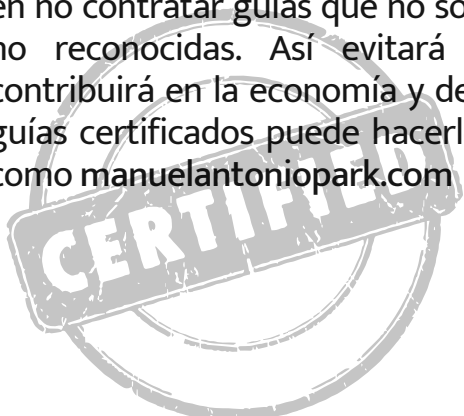 en no contratar guías que no so
no reconocidas. Así evitará
contribuirá en la economía y de
guías certificados puede hacerl
como manuelantoniopark.com
CERTIFIED